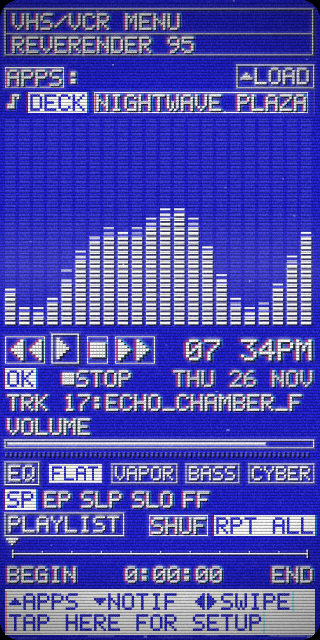 VHS/VCR MENU
REVERENDER 95
APPS: LOAD
DECK NIGHTWAVE PLAZA
07 34PM
OK STOP THU 26 NOV
TRK 17:ECHO_CHAMBER_F
VOLUME
EQ FLAT VAPOR BASS CYBER
SP EP SLP SLO FF
PLAYLIST SHUF RPT ALL
BEGIN 0:00:00 END
APPS NOTIF SWIPE
TAP HERE FOR SETUP